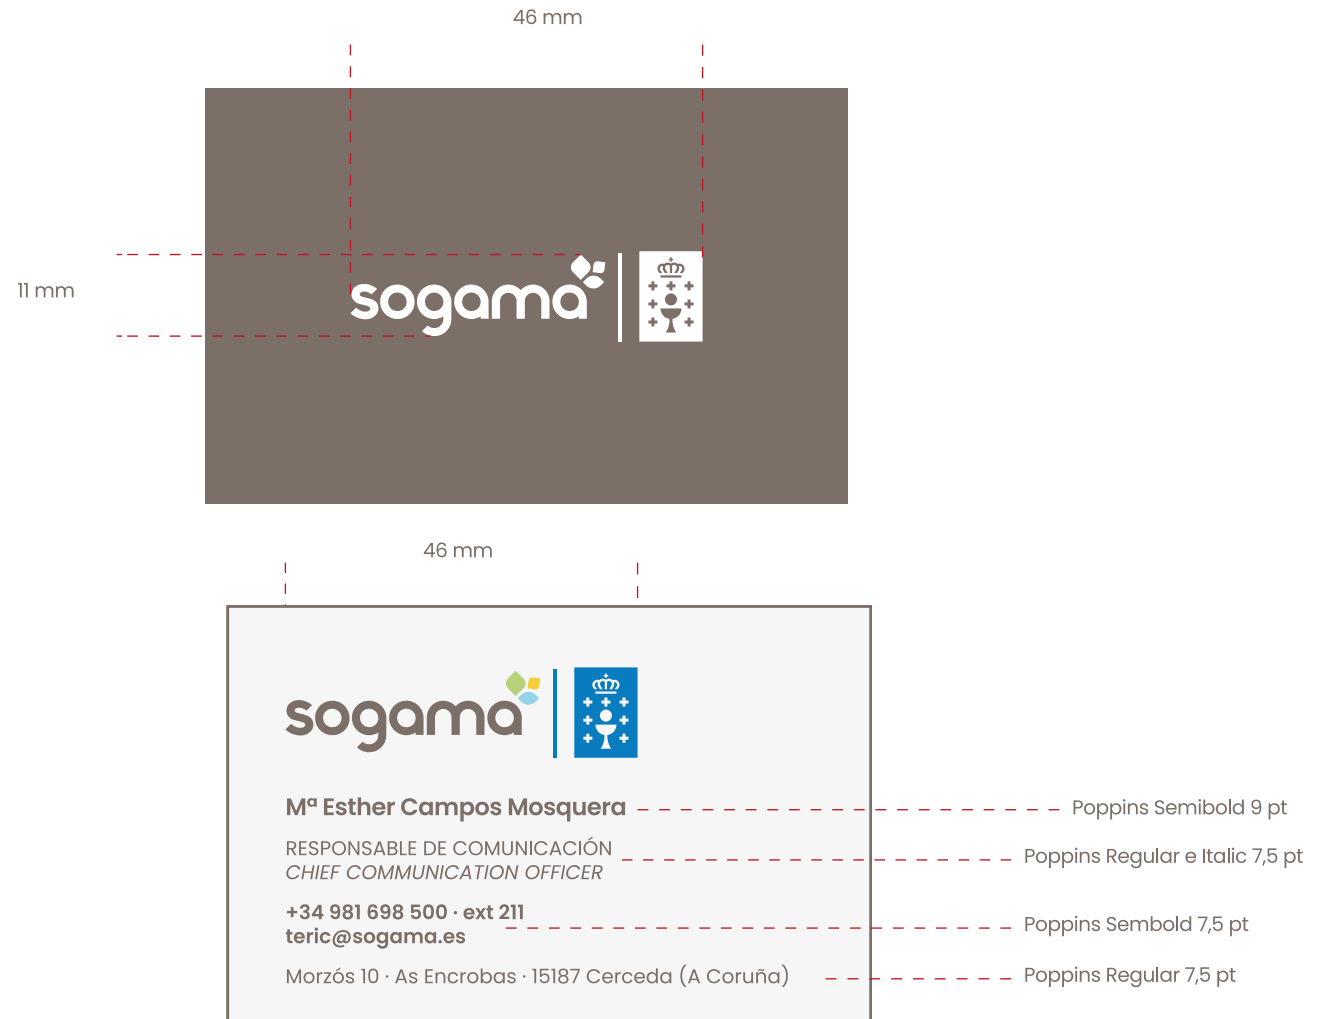 46 mm
11 mm
sogama
46 mm
sogama
Mª Esther Campos Mosquera
Poppins Semibold 9 pt
RESPONSABLE DE COMUNICACIÓN
CHIEF COMMUNICATION OFFICER
Poppins Regular e Italic 7,5 pt
+34 981 698 500 · ext 211
teric@sogama.es
Poppins Sembold 7,5 pt
Morzós 10 · As Encrobas · 15187 Cerceda (A Coruña)
Poppins Regular 7,5 pt